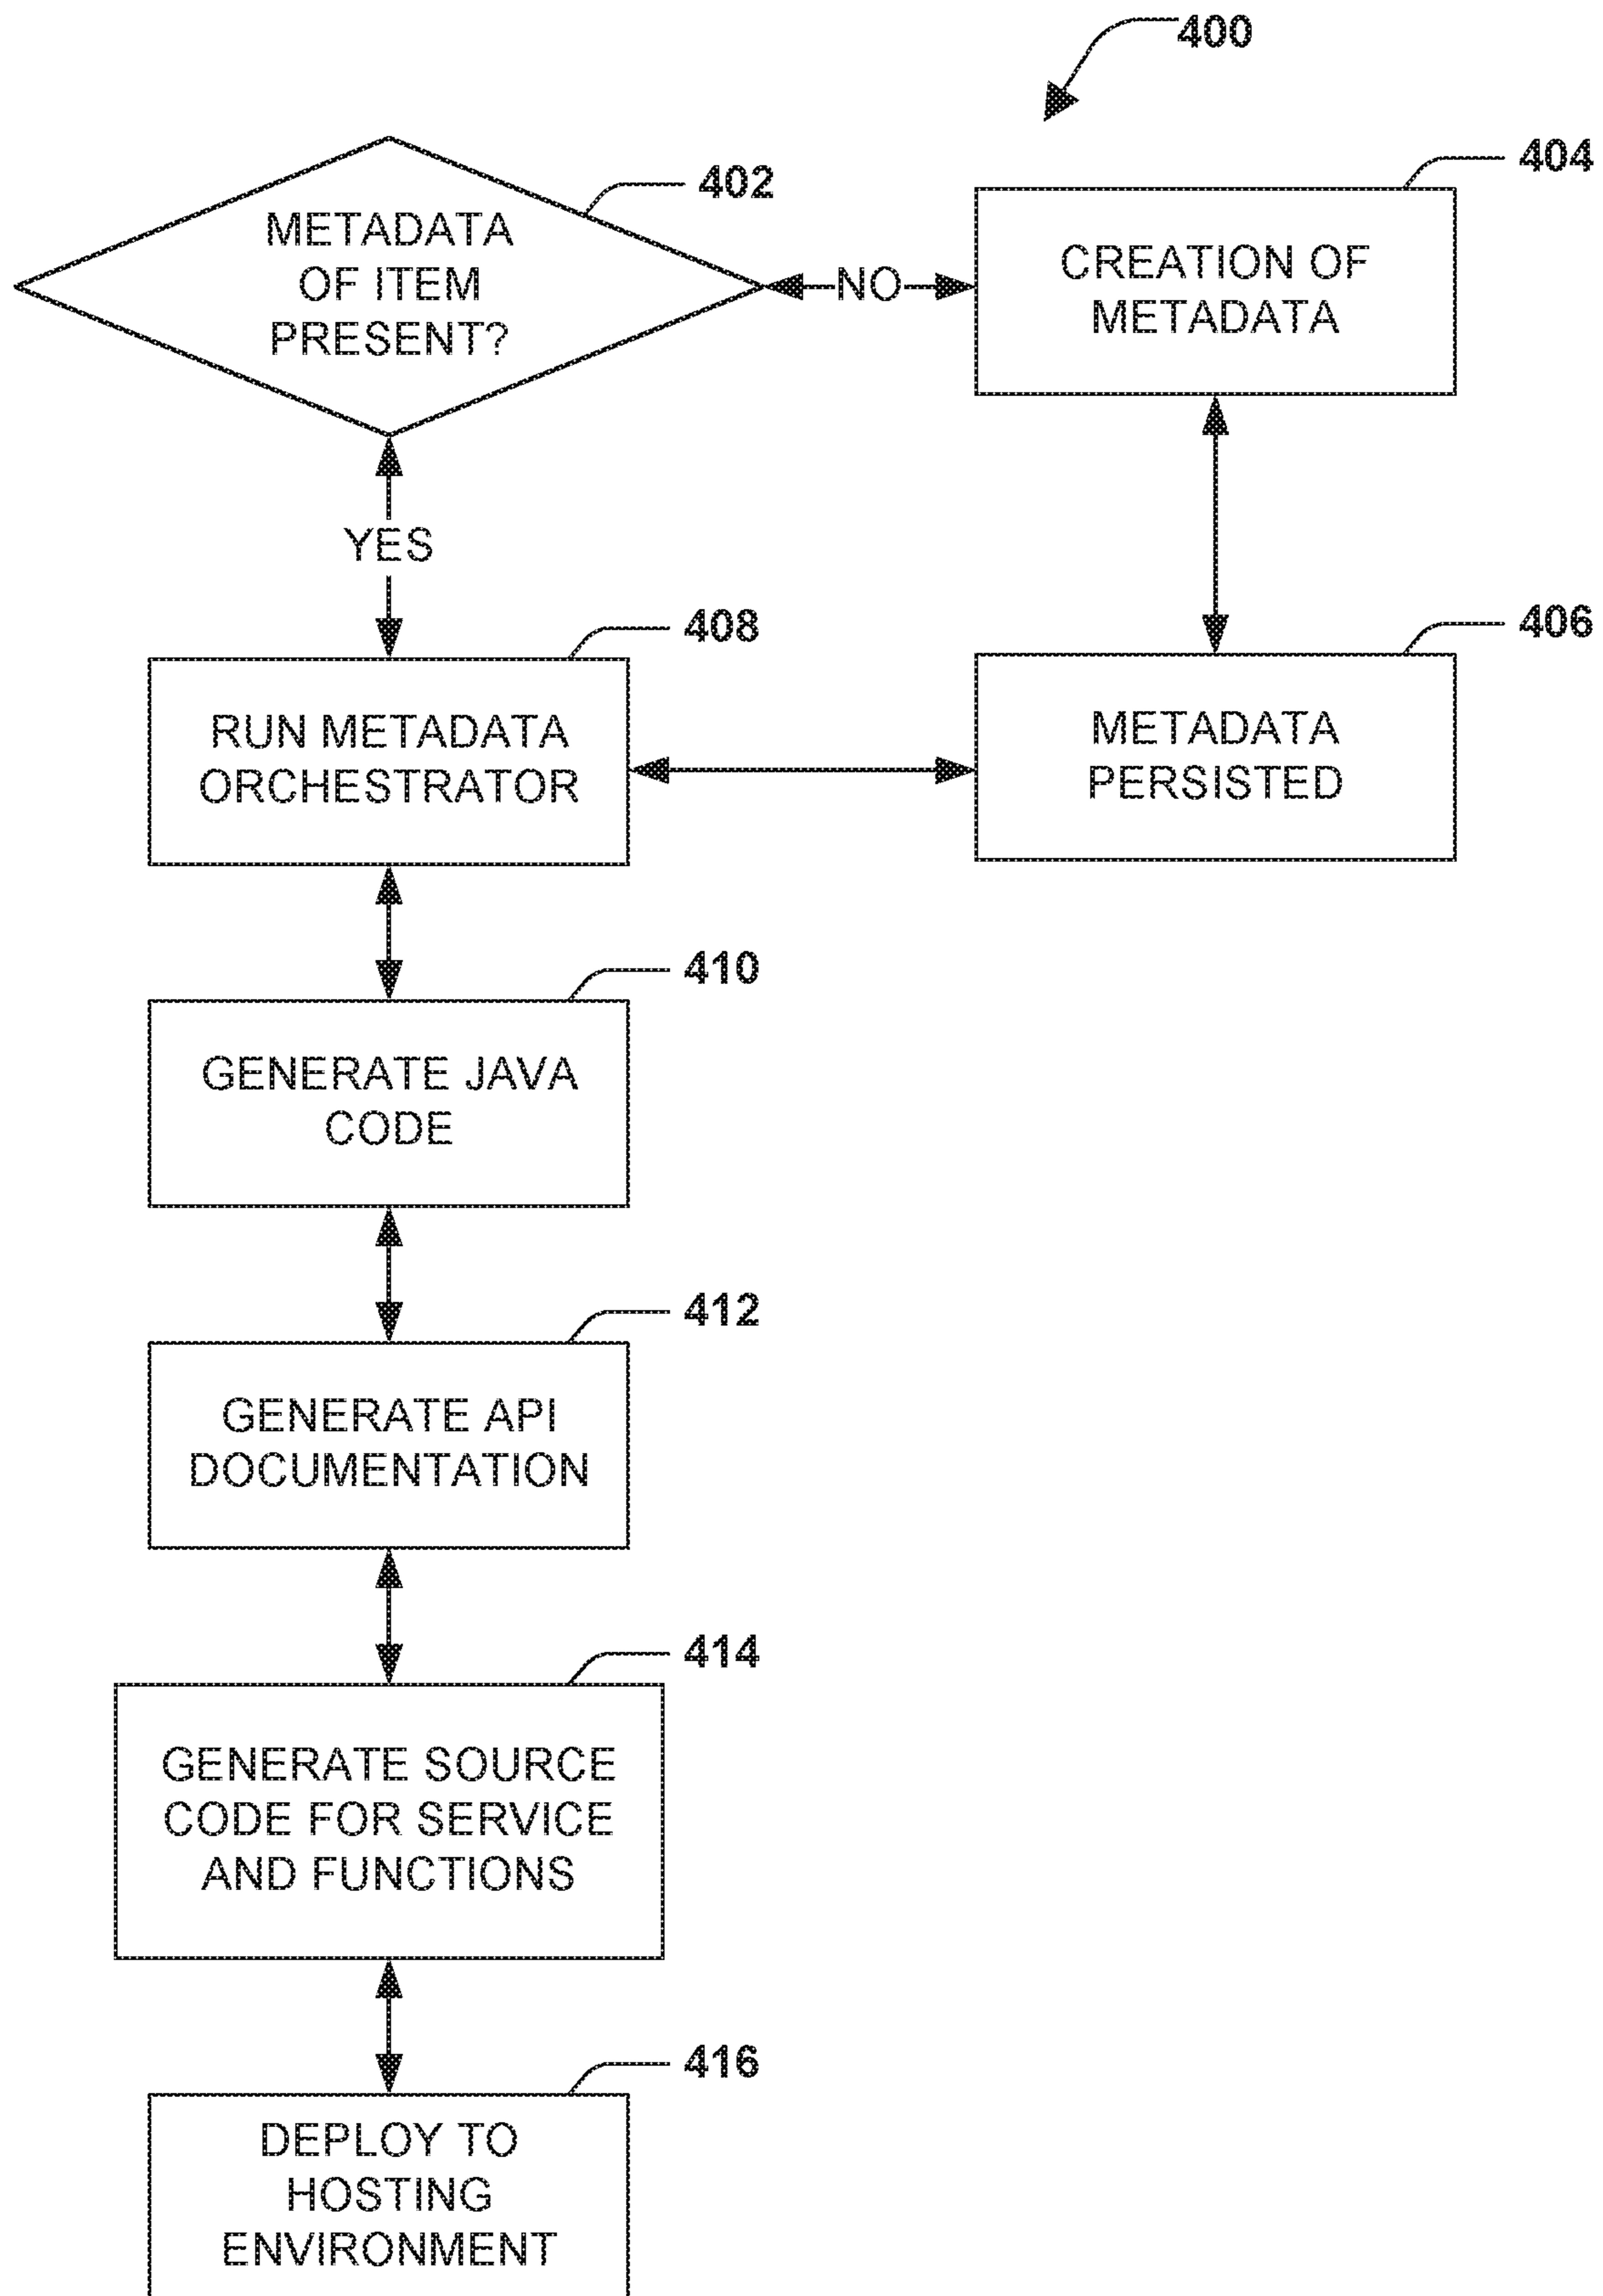 400
402
METADATA
OF ITEM
PRESENT?
NO
404
CREATION OF
METADATA
YES
408
RUN METADATA
ORCHESTRATOR
406
METADATA
PERSISTED
410
GENERATE JAVA
CODE
412
GENERATE API
DOCUMENTATION
414
GENERATE SOURCE
CODE FOR SERVICE
AND FUNCTIONS
416
DEPLOY TO
HOSTING
ENVIRONMENT